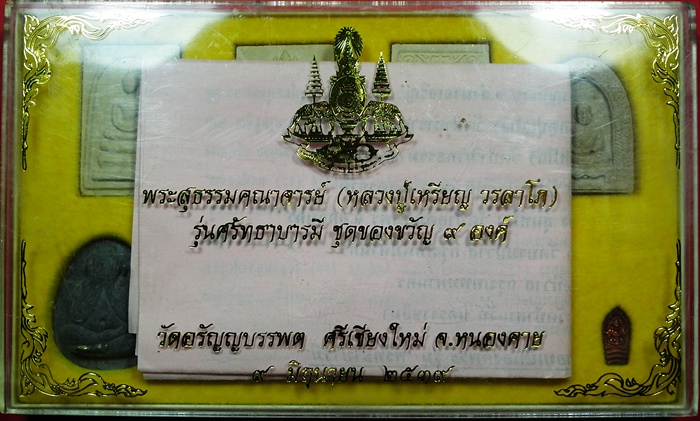 พระสุธรรมคณาจารย์ (หลวงปู่เหรียญ วรลาโภ)
รุ่นศรัทธาบารมี ชุดของขวัญ ๙ องค์
วัดอรัญญบรรพต ศรีเชียงใหม่ จ.หนองคาย
๙ มิถุนายน ๒๕๓๙